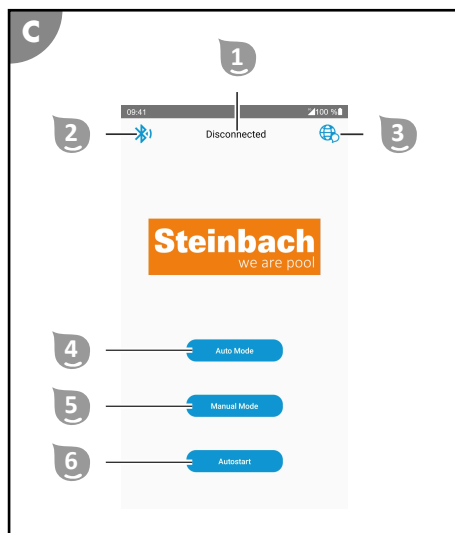 C
1
2
3
09:41
100 %
Disconnected
Steinbach
we are pool
4
Auto Mode
5
Manual Mode
6
Autostart